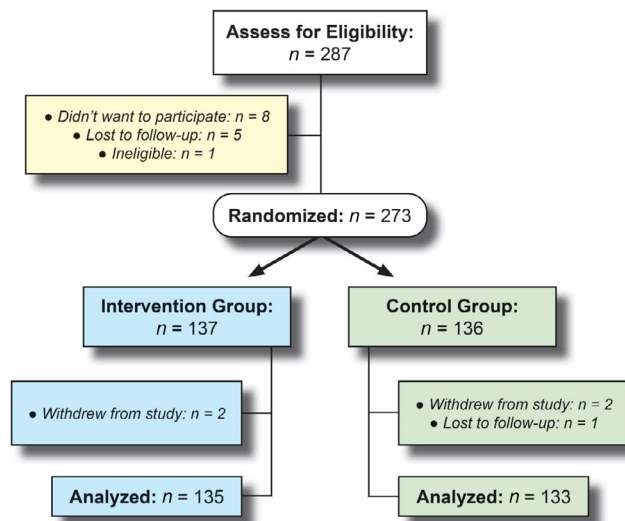 Assess for Eligibility:
n = 287
● Didn't want to participate: n = 8
● Lost to follow-up: n = 5
● Ineligible: n = 1
Randomized: n = 273
Intervention Group:
n = 137
Control Group:
n = 136
● Withdrew from study: n = 2
● Withdrew from study: n = 2
● Lost to follow-up: n = 1
Analyzed: n = 135
Analyzed: n = 133